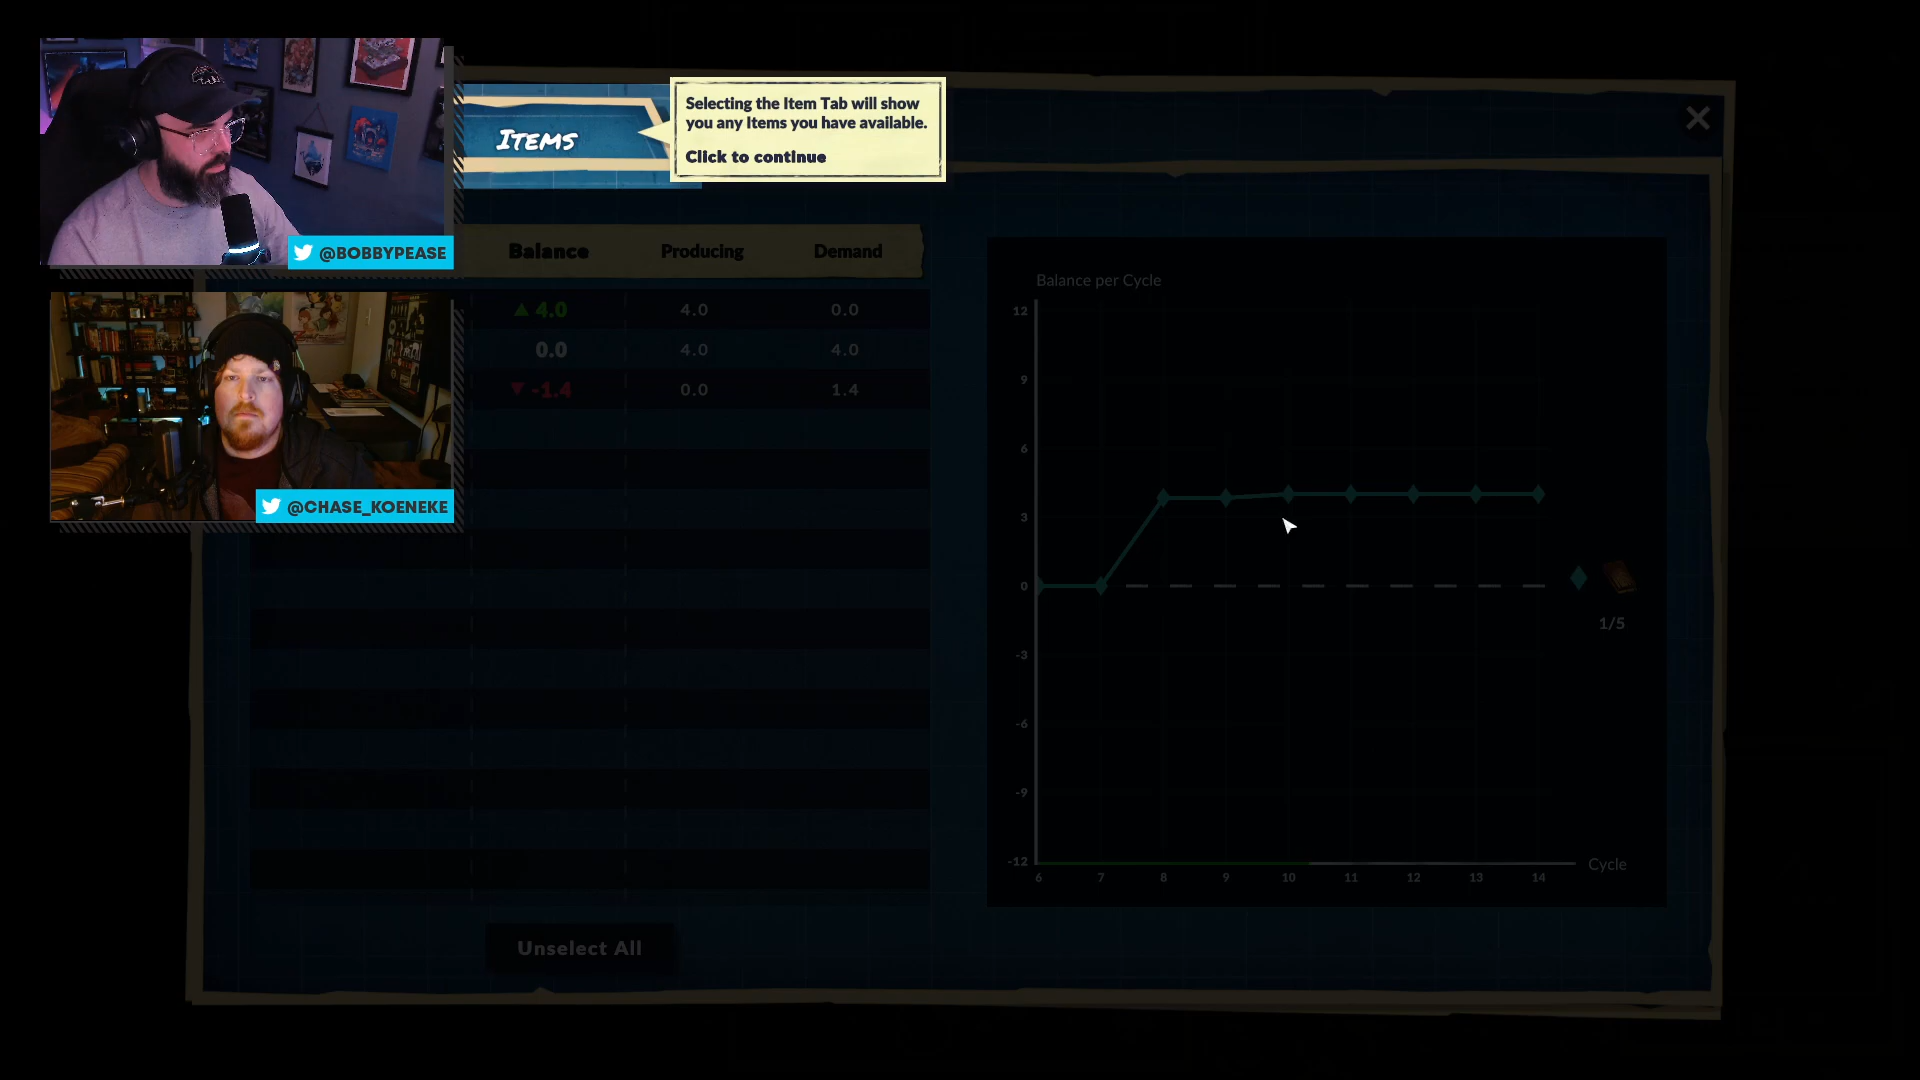 Selecting the Item Tab will show
you any Items you have available.
Click to continue
Items
@BOBBYPEASE
@CHASE_KOENEKE
Balance Producing Demand
4.0 4.0 0.0
0.0 4.0 4.0
-1.4 0.0 1.4
Unselect All
Balance per Cycle
12
9
6
3
0
-3
-6
-9
-12
6 7 8 9 10 11 12 13 14
Cycle
1/5